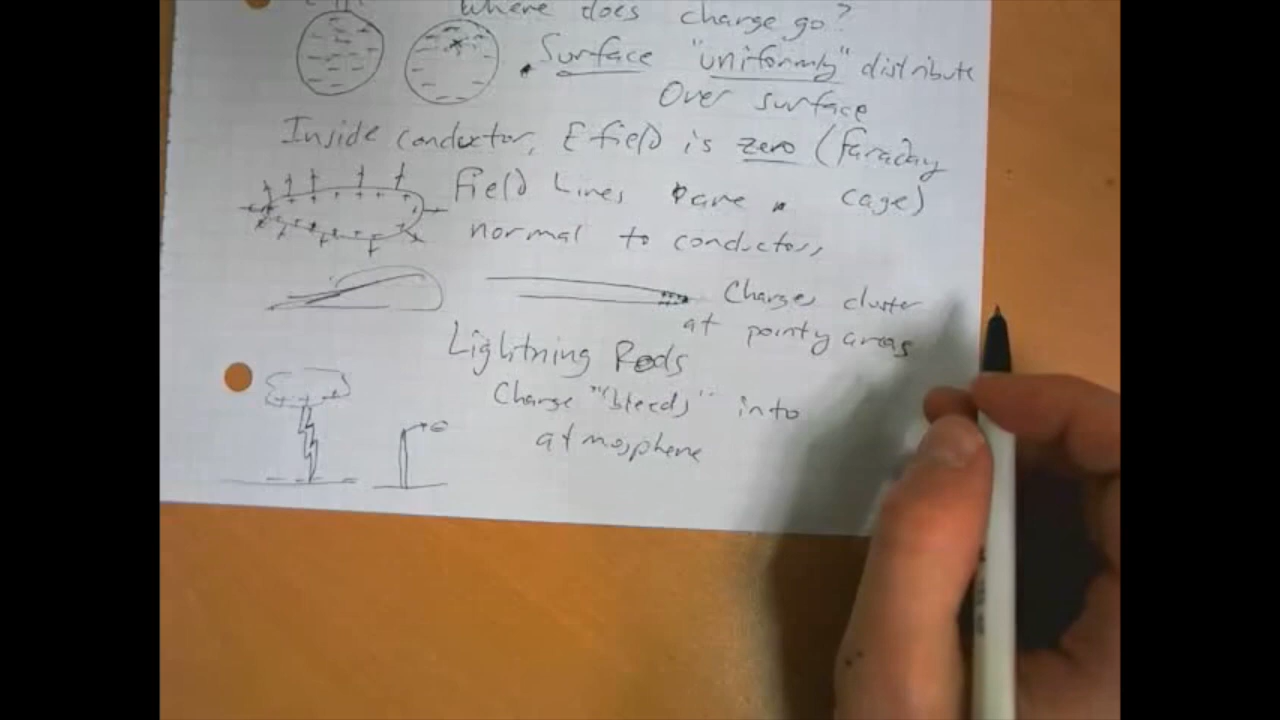 Where does charge go?
Surface "uniformly" distribute
over surface
Inside conductor, E field is zero (Faraday
cage)
Field Lines are
normal to conductors
Charges cluster
at pointy areas
Lightning Rods
Charge "bleeds" into
atmosphere
e